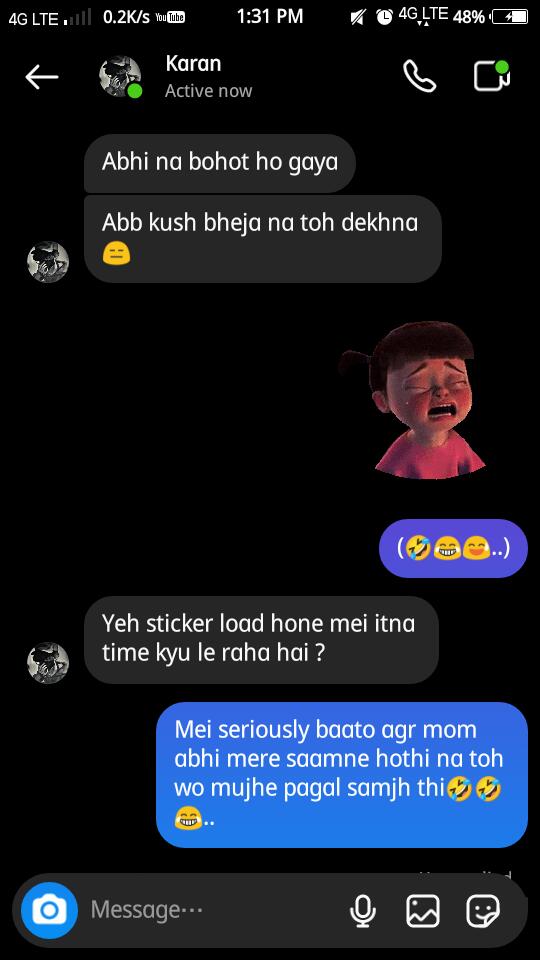 4G LTE 0.2K/s YouTube 1:31 PM 4G LTE 48%
Karan
Active now
Abhi na bohot ho gaya
Abb kush bheja na toh dekhna
😑
(🤣😂😅..)
Yeh sticker load hone mei itna
time kyu le raha hai ?
Mei seriously baato agr mom
abhi mere saamne hothi na toh
wo mujhe pagal samjh thi🤣🤣
😂..
Message···